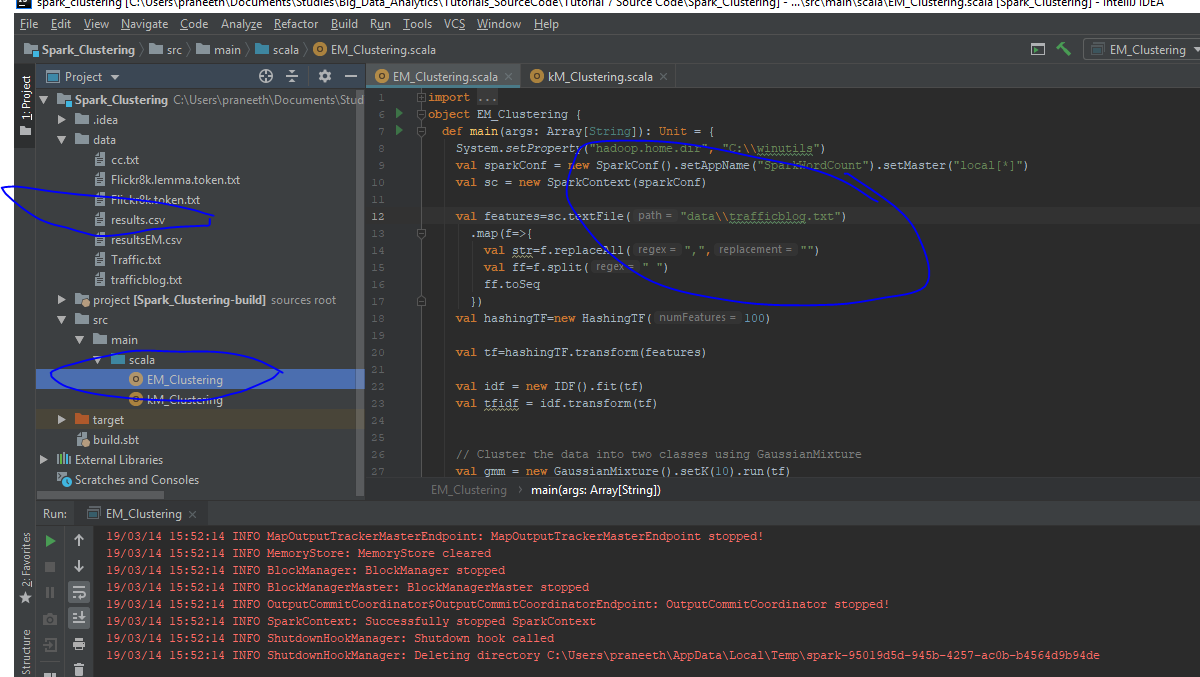 spark_clustering [C:\Users\praneeth\Documents\Studies\Big_Data_Analytics\Tutorials_SourceCode\Tutorial 7 Source Code\Spark_Clustering] - ...\src\main\scala\EM_Clustering.scala [Spark_Clustering] - IntelliJ IDEA
File Edit View Navigate Code Analyze Refactor Build Run Tools VCS Window Help
Spark_Clustering src main scala EM_Clustering.scala EM_Clustering
1: Project
Project
EM_Clustering.scala kM_Clustering.scala
Spark_Clustering C:\Users\praneeth\Documents\Stud
.idea
data
cc.txt
Flickr8k.lemma.token.txt
Flickr8k.token.txt
results.csv
resultsEM.csv
Traffic.txt
trafficblog.txt
project [Spark_Clustering-build] sources root
src
main
scala
EM_Clustering
kM_Clustering
target
build.sbt
External Libraries
Scratches and Consoles
1 import ...
6 object EM_Clustering {
7 def main(args: Array[String]): Unit = {
8 System.setProperty("hadoop.home.dir", "C:\\winutils")
9 val sparkConf = new SparkConf().setAppName("SparkWordCount").setMaster("local[*]")
10 val sc = new SparkContext(sparkConf)
11
12 val features=sc.textFile( path = "data\\trafficblog.txt")
13 .map(f=>{
14 val str=f.replaceAll( regex = ",", replacement = "")
15 val ff=f.split( regex = " ")
16 ff.toSeq
17 })
18 val hashingTF=new HashingTF( numFeatures = 100)
19
20 val tf=hashingTF.transform(features)
21
22 val idf = new IDF().fit(tf)
23 val tfidf = idf.transform(tf)
24
25
26 // Cluster the data into two classes using GaussianMixture
27 val gmm = new GaussianMixture().setK(10).run(tf)
EM_Clustering main(args: Array[String])
Run: EM_Clustering
2: Favorites
Structure
19/03/14 15:52:14 INFO MapOutputTrackerMasterEndpoint: MapOutputTrackerMasterEndpoint stopped!
19/03/14 15:52:14 INFO MemoryStore: MemoryStore cleared
19/03/14 15:52:14 INFO BlockManager: BlockManager stopped
19/03/14 15:52:14 INFO BlockManagerMaster: BlockManagerMaster stopped
19/03/14 15:52:14 INFO OutputCommitCoordinator$OutputCommitCoordinatorEndpoint: OutputCommitCoordinator stopped!
19/03/14 15:52:14 INFO SparkContext: Successfully stopped SparkContext
19/03/14 15:52:14 INFO ShutdownHookManager: Shutdown hook called
19/03/14 15:52:14 INFO ShutdownHookManager: Deleting directory C:\Users\praneeth\AppData\Local\Temp\spark-95019d5d-945b-4257-ac0b-b4564d9b94de